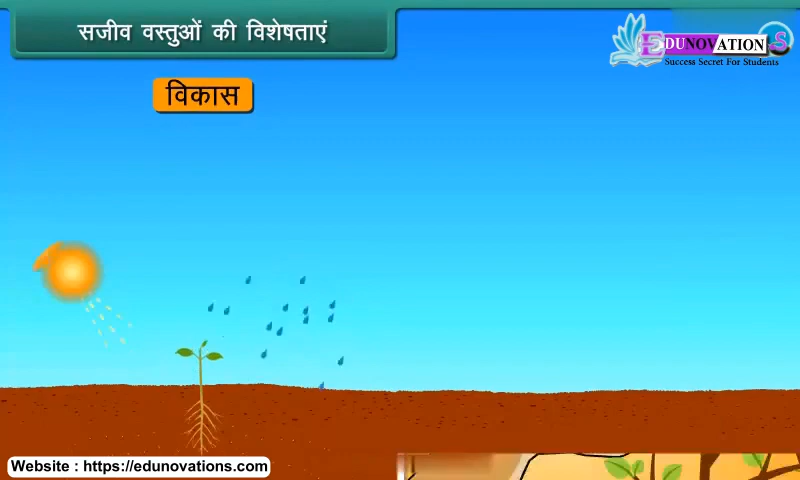 सजीव वस्तुओं की विशेषताएं
EDUNOVATIONS
Success Secret For Students
विकास
Website : https://edunovations.com